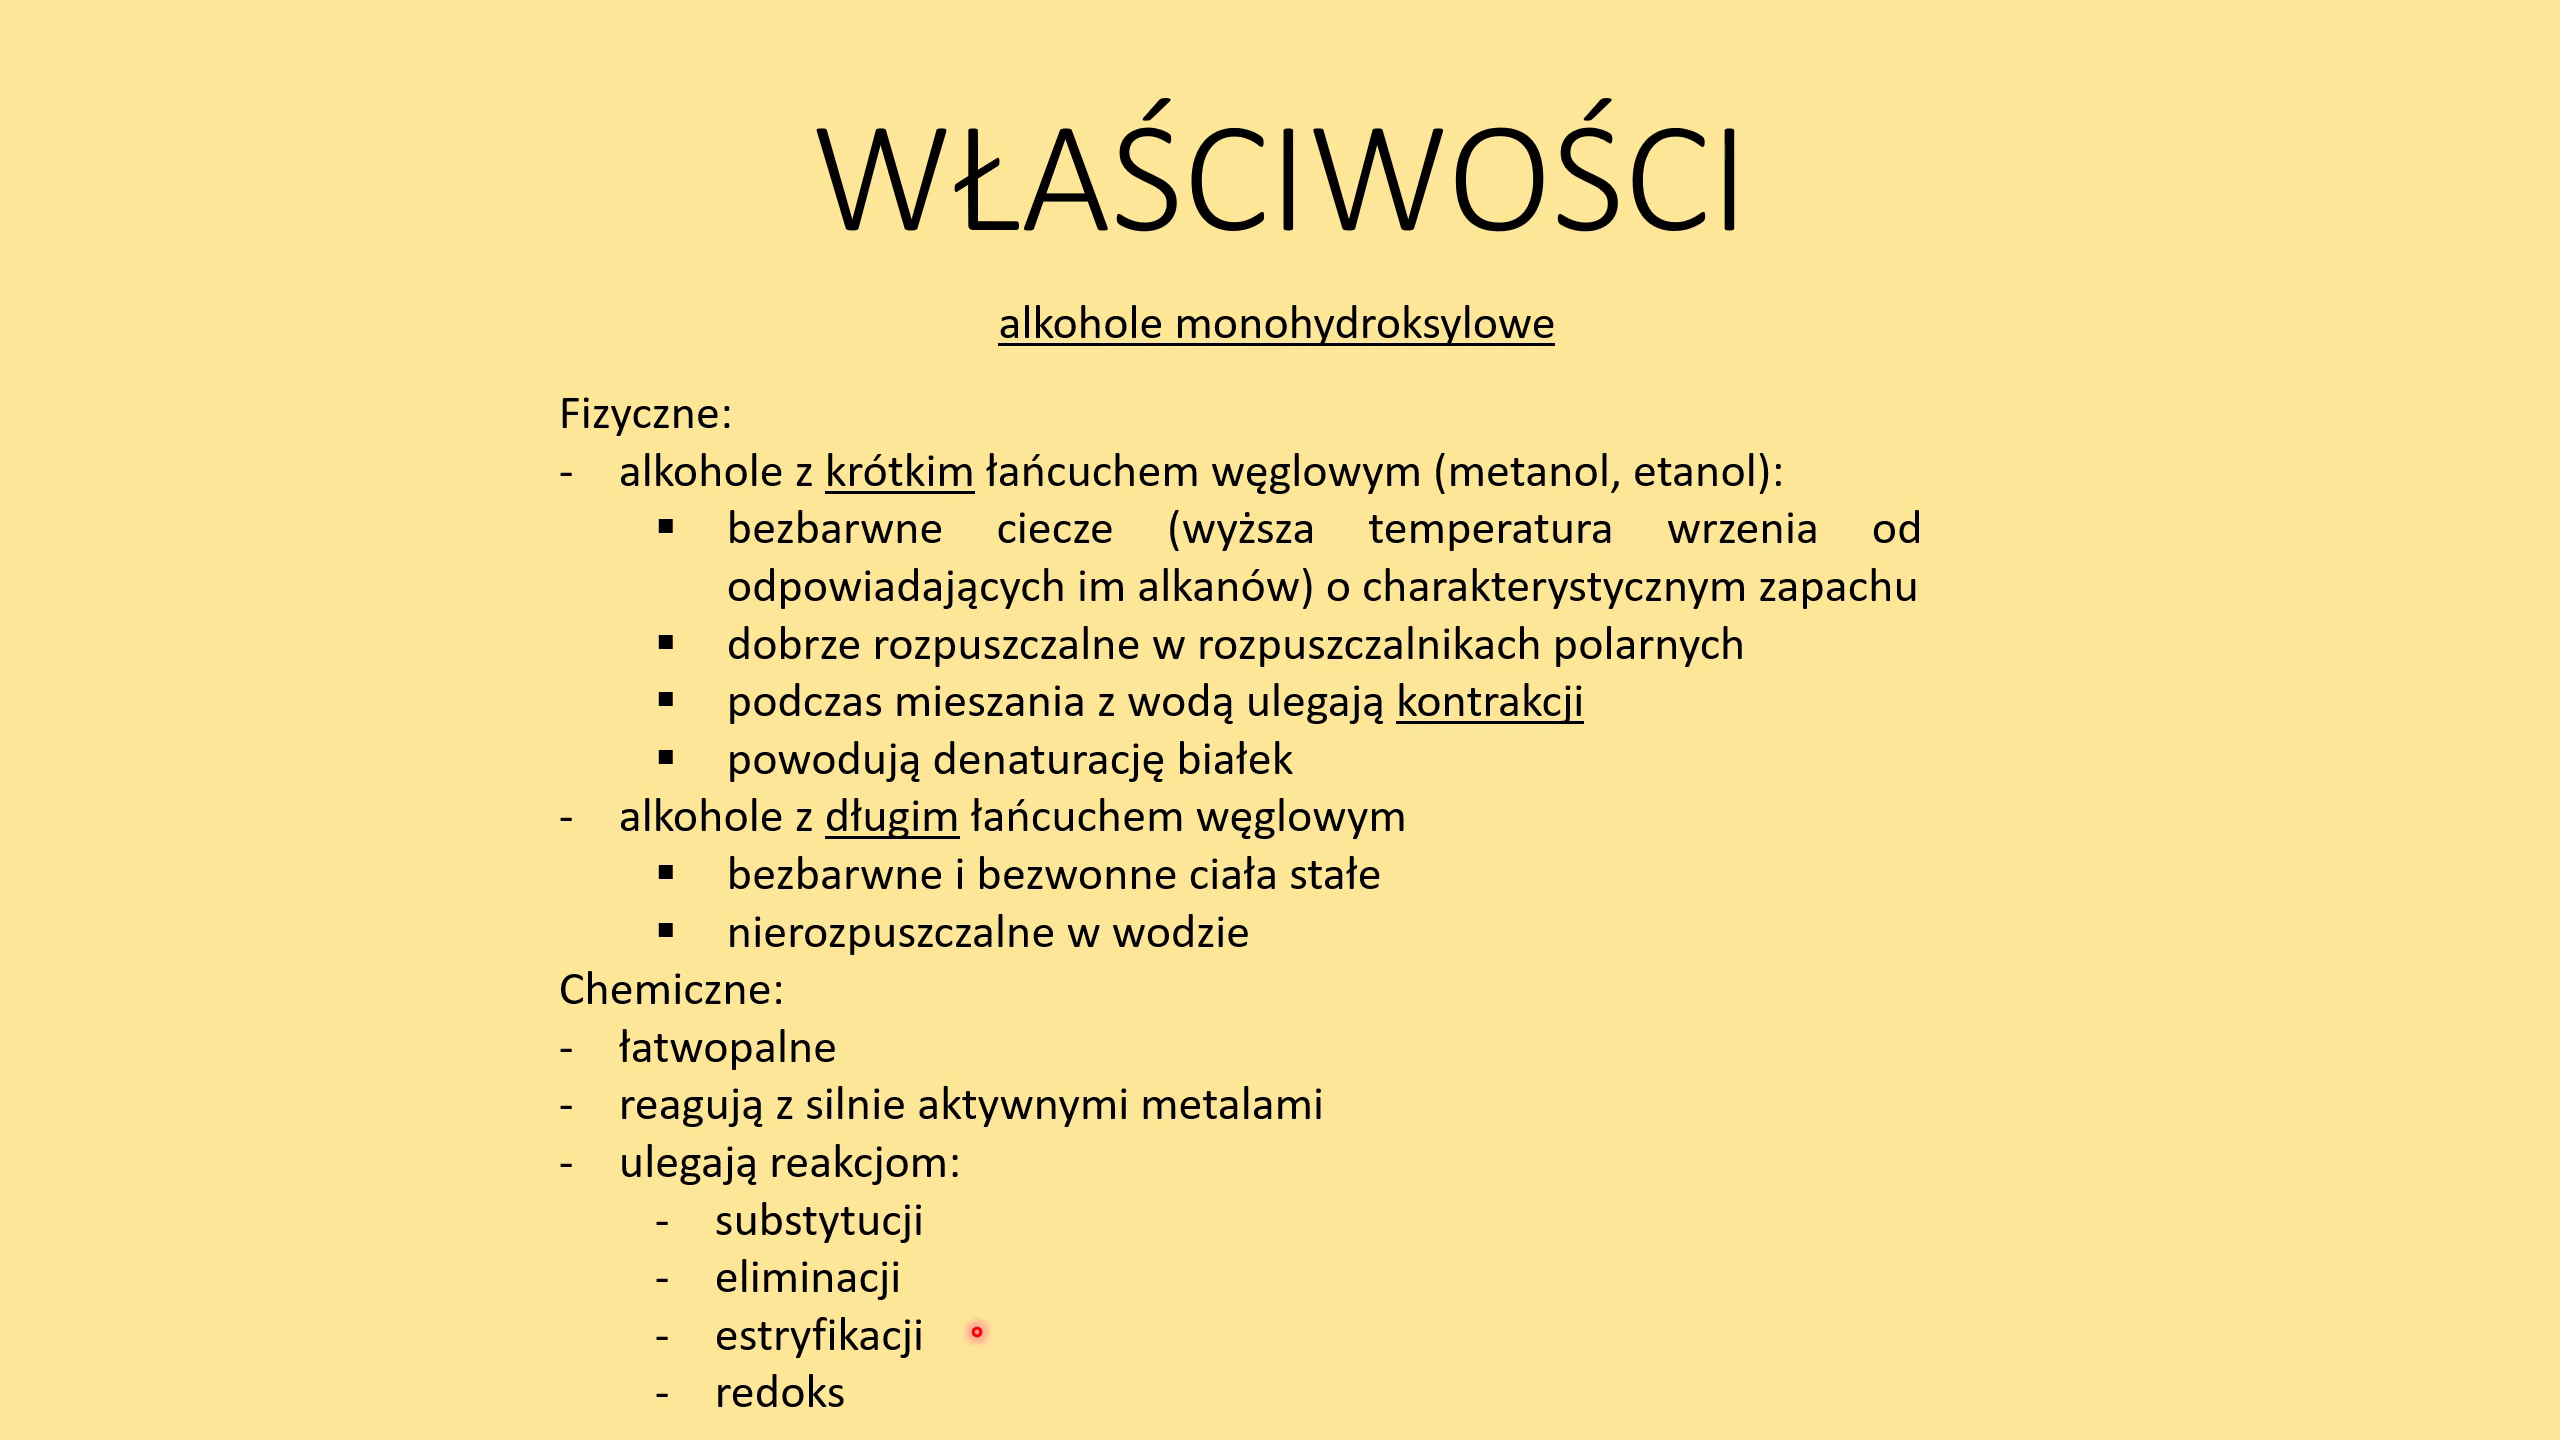 WŁAŚCIWOŚCI
alkohole monohydroksylowe
Fizyczne:
- alkohole z krótkim łańcuchem węglowym (metanol, etanol):
▪ bezbarwne ciecze (wyższa temperatura wrzenia od
odpowiadających im alkanów) o charakterystycznym zapachu
▪ dobrze rozpuszczalne w rozpuszczalnikach polarnych
▪ podczas mieszania z wodą ulegają kontrakcji
▪ powodują denaturację białek
- alkohole z długim łańcuchem węglowym
▪ bezbarwne i bezwonne ciała stałe
▪ nierozpuszczalne w wodzie
Chemiczne:
- łatwopalne
- reagują z silnie aktywnymi metalami
- ulegają reakcjom:
- substytucji
- eliminacji
- estryfikacji
- redoks